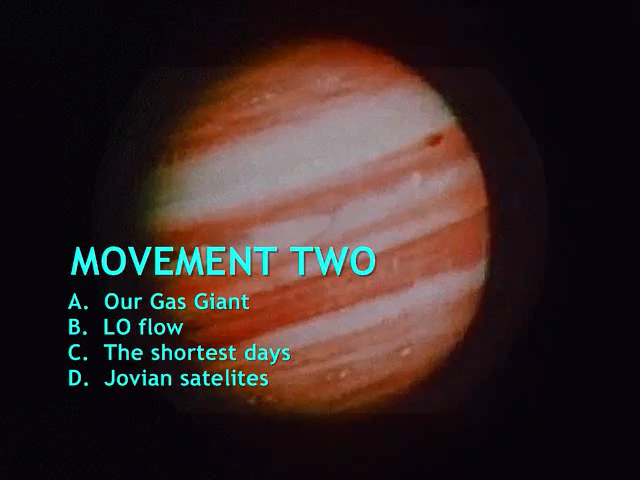 MOVEMENT TWO
A. Our Gas Giant
B. LO flow
C. The shortest days
D. Jovian satelites